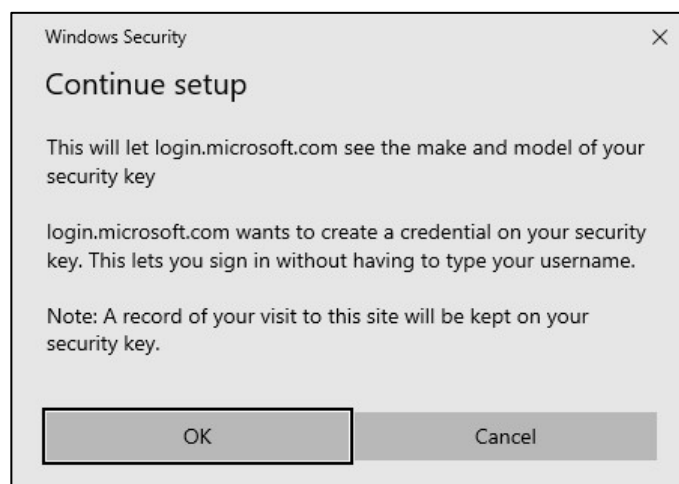 Windows Security
Continue setup
This will let login.microsoft.com see the make and model of your
security key
login.microsoft.com wants to create a credential on your security
key. This lets you sign in without having to type your username.
Note: A record of your visit to this site will be kept on your
security key.
OK
Cancel